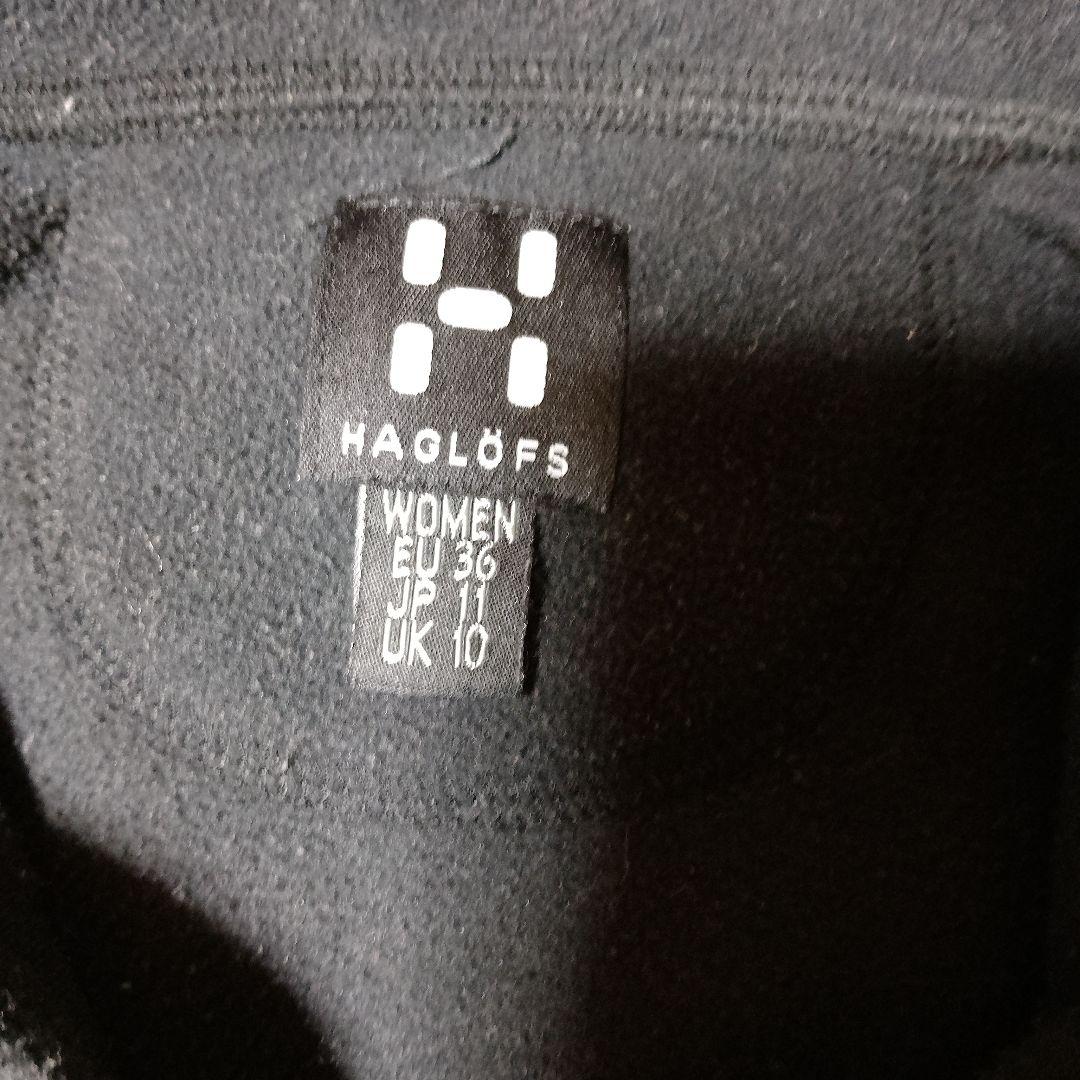 HAGLÖFS
WOMEN
EU 36
JP 11
UK 10